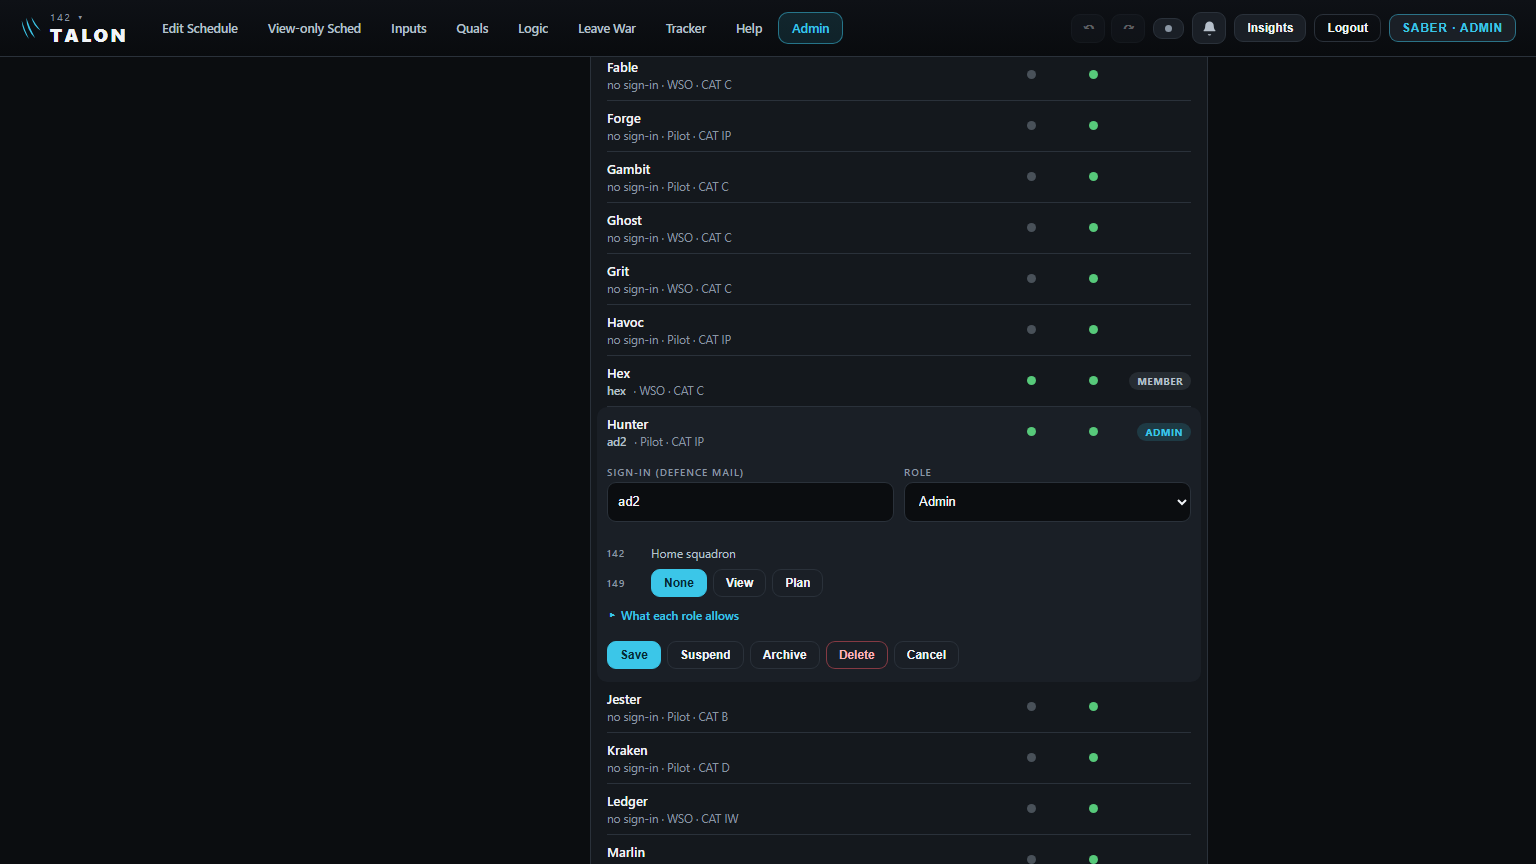 142 ▾
TALON
Edit Schedule
View-only Sched
Inputs
Quals
Logic
Leave War
Tracker
Help
Admin
Insights
Logout
SABER · ADMIN
Fable
no sign-in · WSO · CAT C
Forge
no sign-in · Pilot · CAT IP
Gambit
no sign-in · Pilot · CAT C
Ghost
no sign-in · WSO · CAT C
Grit
no sign-in · WSO · CAT C
Havoc
no sign-in · Pilot · CAT IP
Hex
hex · WSO · CAT C
MEMBER
Hunter
ad2 · Pilot · CAT IP
ADMIN
SIGN-IN (DEFENCE MAIL)
ROLE
ad2
Admin
142 Home squadron
149 None View Plan
▸ What each role allows
Save Suspend Archive Delete Cancel
Jester
no sign-in · Pilot · CAT B
Kraken
no sign-in · Pilot · CAT D
Ledger
no sign-in · WSO · CAT IW
Marlin